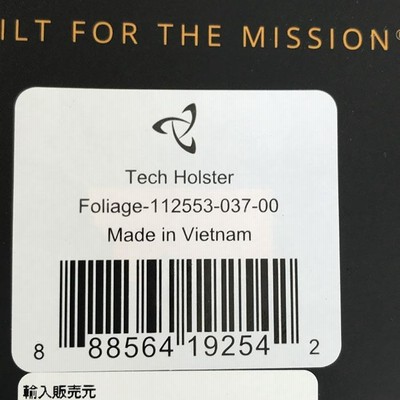 ILT FOR THE MISSION®
Tech Holster
Foliage-112553-037-00
Made in Vietnam
8 88564 19254 2
輸入販売元